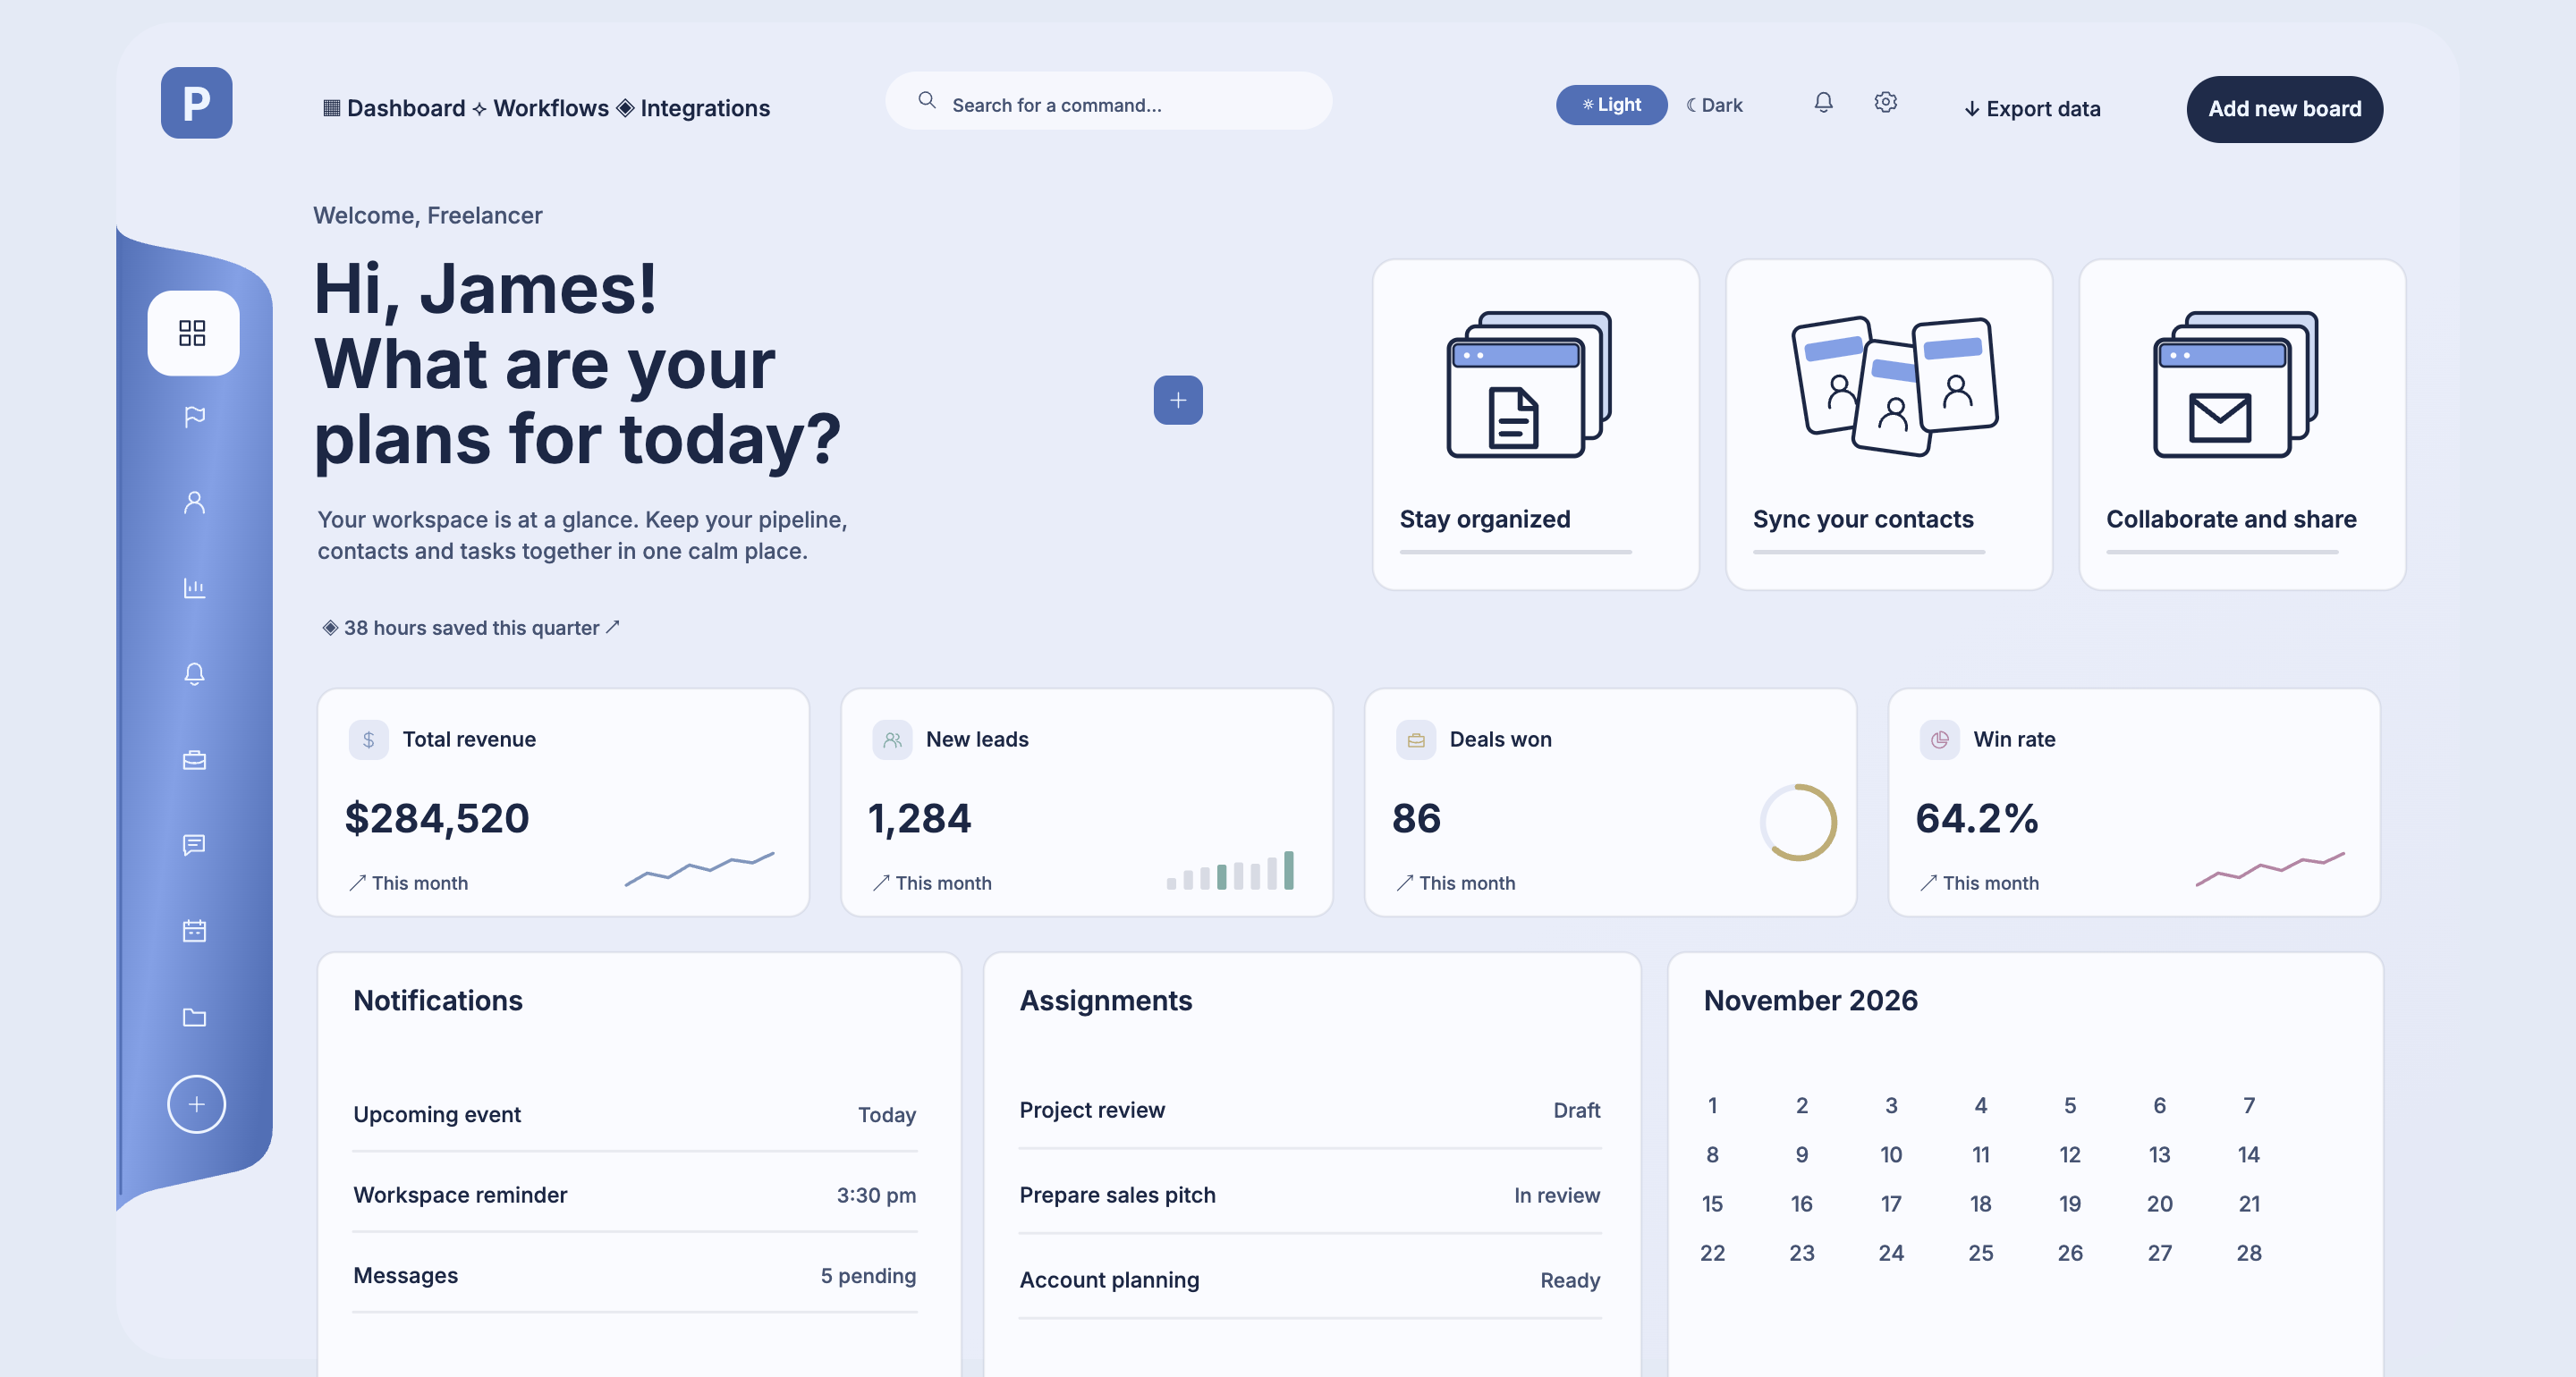 P
Dashboard Workflows Integrations
Search for a command...
Light
Dark
Export data
Add new board
Welcome, Freelancer
Hi, James!
What are your
plans for today?
Your workspace is at a glance. Keep your pipeline,
contacts and tasks together in one calm place.
38 hours saved this quarter
Stay organized
Sync your contacts
Collaborate and share
Total revenue
$284,520
This month
New leads
1,284
This month
Deals won
86
This month
Win rate
64.2%
This month
Notifications
Upcoming event Today
Workspace reminder 3:30 pm
Messages 5 pending
Assignments
Project review Draft
Prepare sales pitch In review
Account planning Ready
November 2026
1 2 3 4 5 6 7
8 9 10 11 12 13 14
15 16 17 18 19 20 21
22 23 24 25 26 27 28